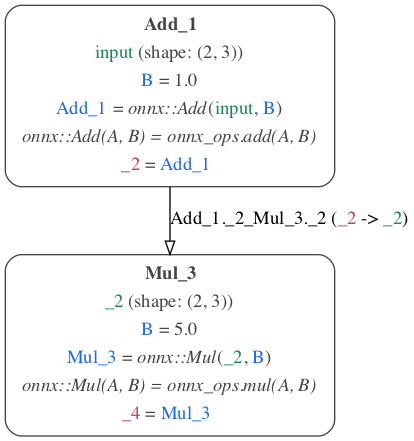 Add_1
input (shape: (2, 3))
B = 1.0
Add_1 = onnx::Add(input, B)
onnx::Add(A, B) = onnx_ops.add(A, B)
_2 = Add_1
Add_1._2_Mul_3._2 (_2 -> _2)
Mul_3
_2 (shape: (2, 3))
B = 5.0
Mul_3 = onnx::Mul(_2, B)
onnx::Mul(A, B) = onnx_ops.mul(A, B)
_4 = Mul_3